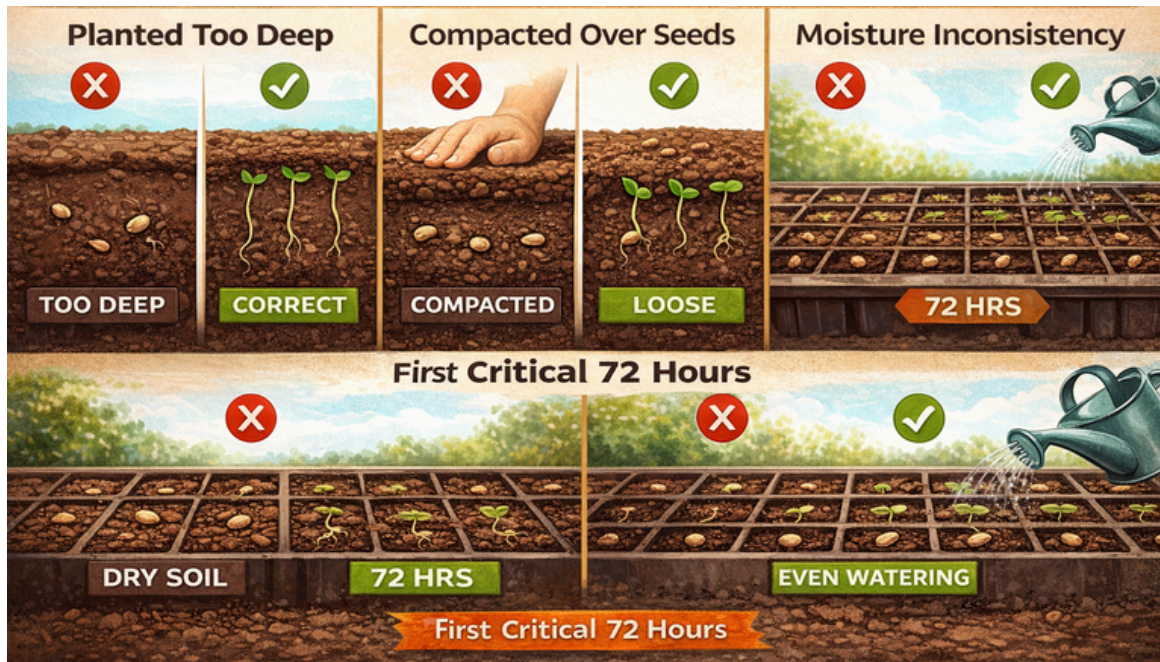 Planted Too Deep
Compacted Over Seeds
Moisture Inconsistency
TOO DEEP
CORRECT
COMPACTED
LOOSE
72 HRS
First Critical 72 Hours
DRY SOIL
72 HRS
EVEN WATERING
First Critical 72 Hours